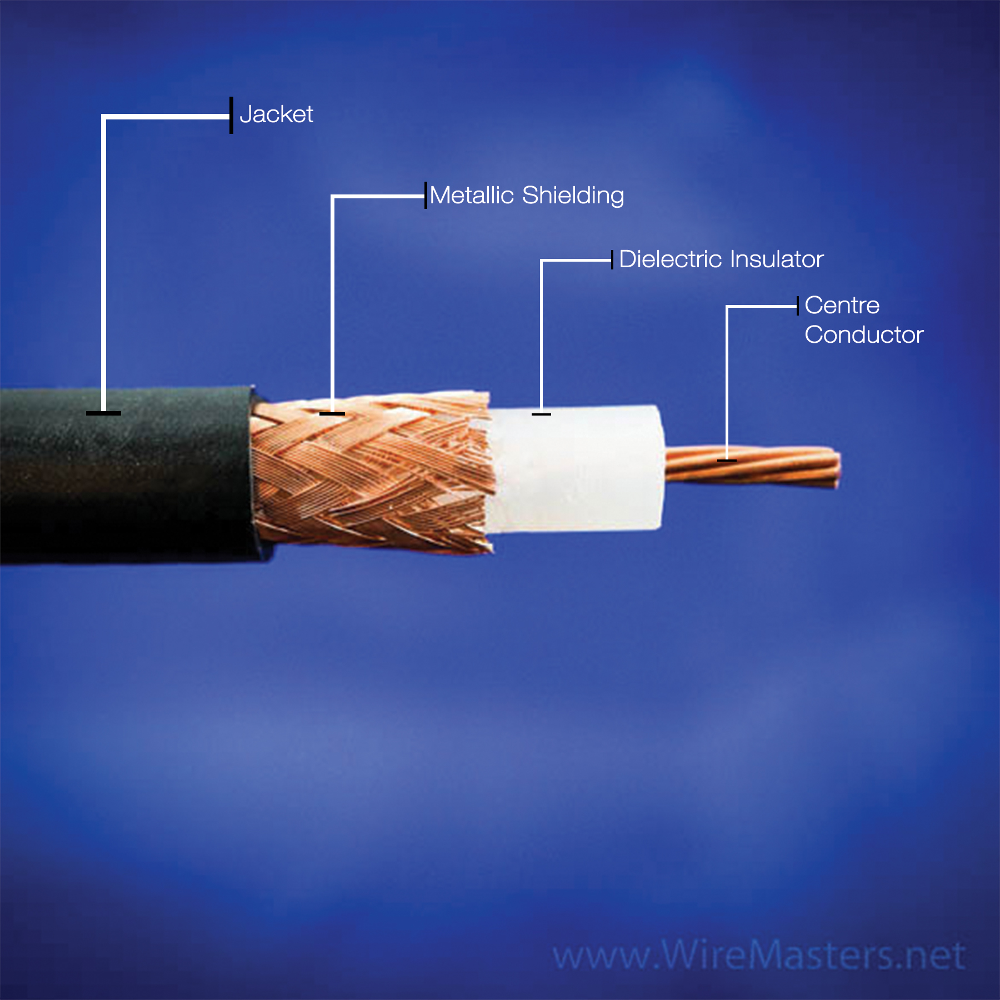 Jacket
Metallic Shielding
Dielectric Insulator
Centre
Conductor
www.WireMasters.net